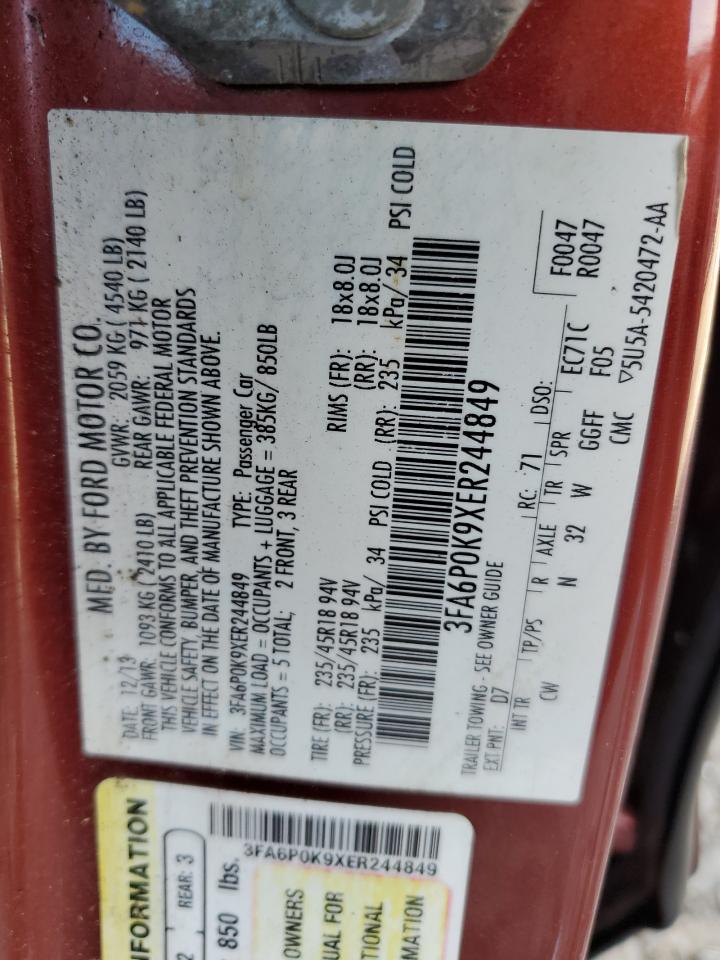 MFD. BY FORD MOTOR CO.
DATE: 12/13 GVWR: 2059 KG ( 4540 LB)
FRONT GAWR: 1093 KG (2410 LB) REAR GAWR: 971 KG ( 2140 LB)
THIS VEHICLE CONFORMS TO ALL APPLICABLE FEDERAL MOTOR
VEHICLE SAFETY, BUMPER, AND THEFT PREVENTION STANDARDS
IN EFFECT ON THE DATE OF MANUFACTURE SHOWN ABOVE.
VIN: 3FA6P0K9XER244849 TYPE: Passenger Car
MAXIMUM LOAD = OCCUPANTS + LUGGAGE = 385KG/ 850LB
OCCUPANTS = 5 TOTAL; 2 FRONT, 3 REAR
TIRE (FR): 235/45R18 94V RIMS (FR): 18x8.0J
(RR): 235/45R18 94V (RR): 18x8.0J
PRESSURE (FR): 235 kPa/ 34 PSI COLD (RR): 235 kPa/ 34 PSI COLD
3FA6P0K9XER244849
TRAILER TOWING - SEE OWNER GUIDE
EXT PNT: D7 RC: 71 DSO: F0047
R0047
INT TR TP/PS R AXLE TR SPR EC71C
CW N 32 W GGFF F05
CMC ▽5U5A-5420472-AA
NFORMATION
2 REAR: 3
850 lbs.
3FA6P0K9XER244849
OWNERS
UAL FOR
TIONAL
MATION